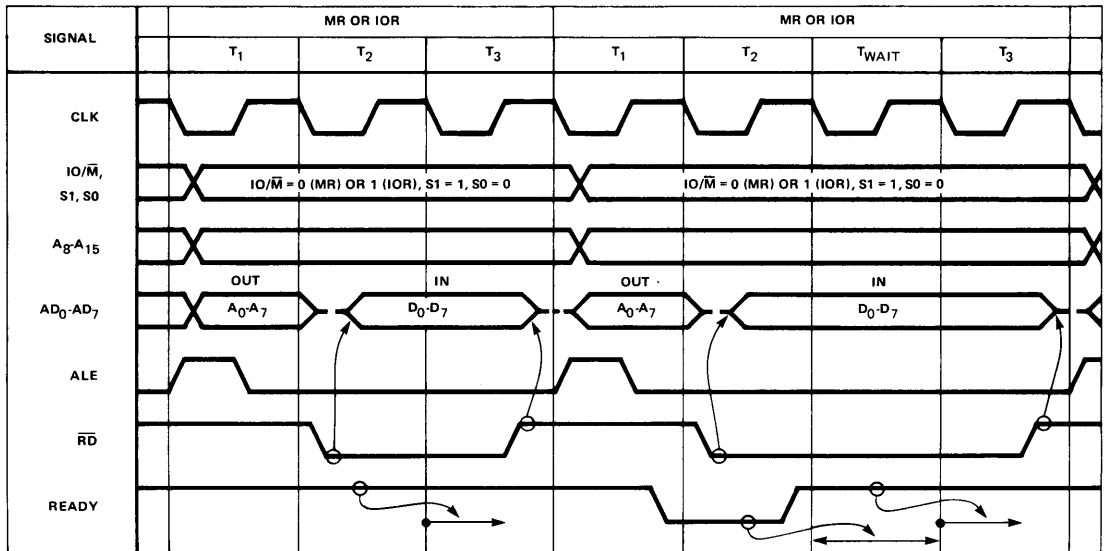 SIGNAL
MR OR IOR
MR OR IOR
T1 T2 T3 T1 T2 TWAIT T3
CLK
IO/M̅,
S1, S0
IO/M̅ = 0 (MR) OR 1 (IOR), S1 = 1, S0 = 0
IO/M̅ = 0 (MR) OR 1 (IOR), S1 = 1, S0 = 0
A8-A15
OUT IN OUT IN
AD0-AD7
A0-A7 D0-D7 A0-A7 D0-D7
ALE
R̅D̅
READY